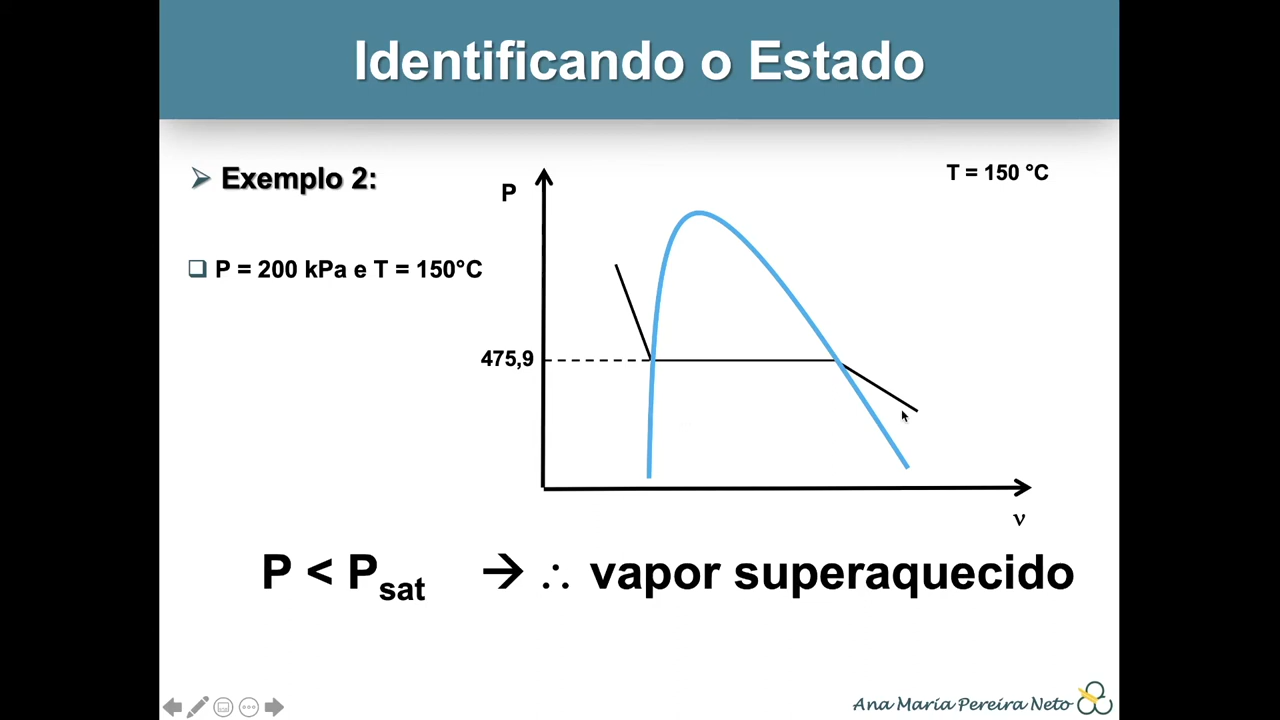 Identificando o Estado
Exemplo 2:
P = 200 kPa e T = 150°C
P
T = 150 °C
475,9
ν
P < Psat → ∴ vapor superaquecido
Ana Maria Pereira Neto